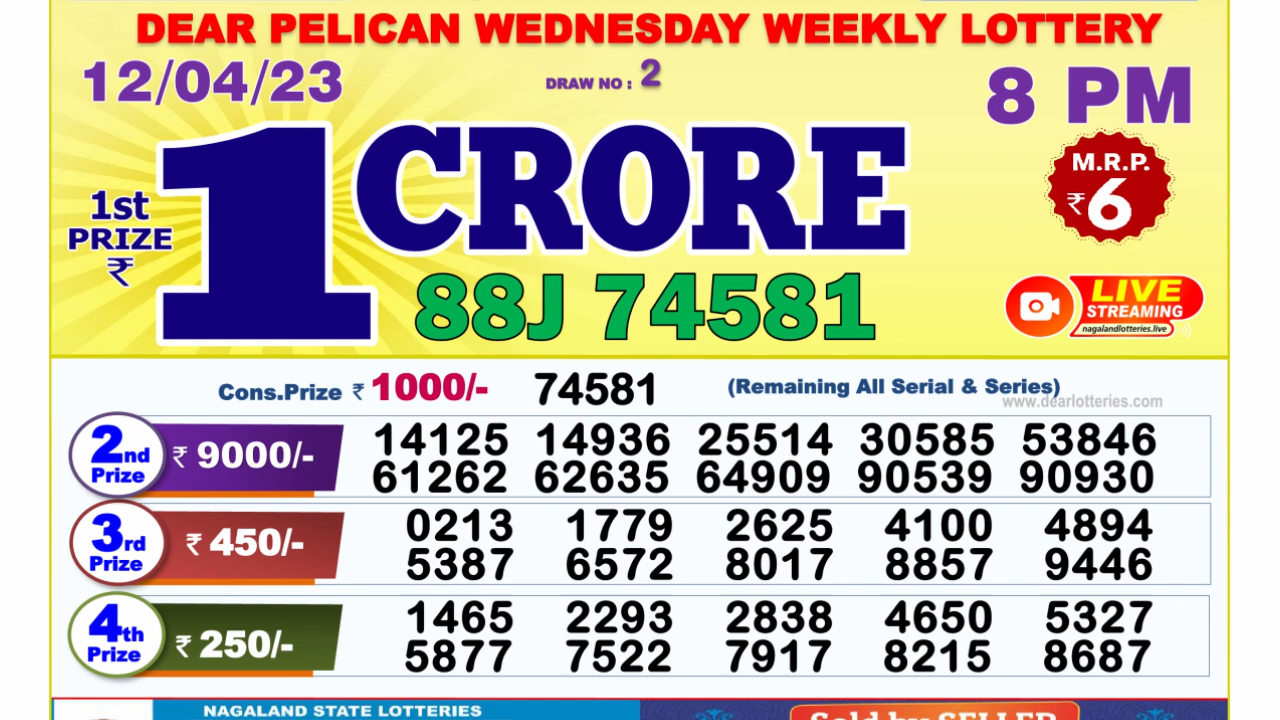 DEAR PELICAN WEDNESDAY WEEKLY LOTTERY
12/04/23 DRAW NO : 2 8 PM
1st PRIZE ₹ 1 CRORE
M.R.P. ₹ 6
88J 74581
LIVE STREAMING
nagalandlotteries.live
Cons.Prize ₹ 1000/- 74581 (Remaining All Serial & Series)
www.dearlotteries.com
2nd Prize ₹ 9000/-
14125 14936 25514 30585 53846
61262 62635 64909 90539 90930
3rd Prize ₹ 450/-
0213 1779 2625 4100 4894
5387 6572 8017 8857 9446
4th Prize ₹ 250/-
1465 2293 2838 4650 5327
5877 7522 7917 8215 8687
NAGALAND STATE LOTTERIES
Sold by SELLER